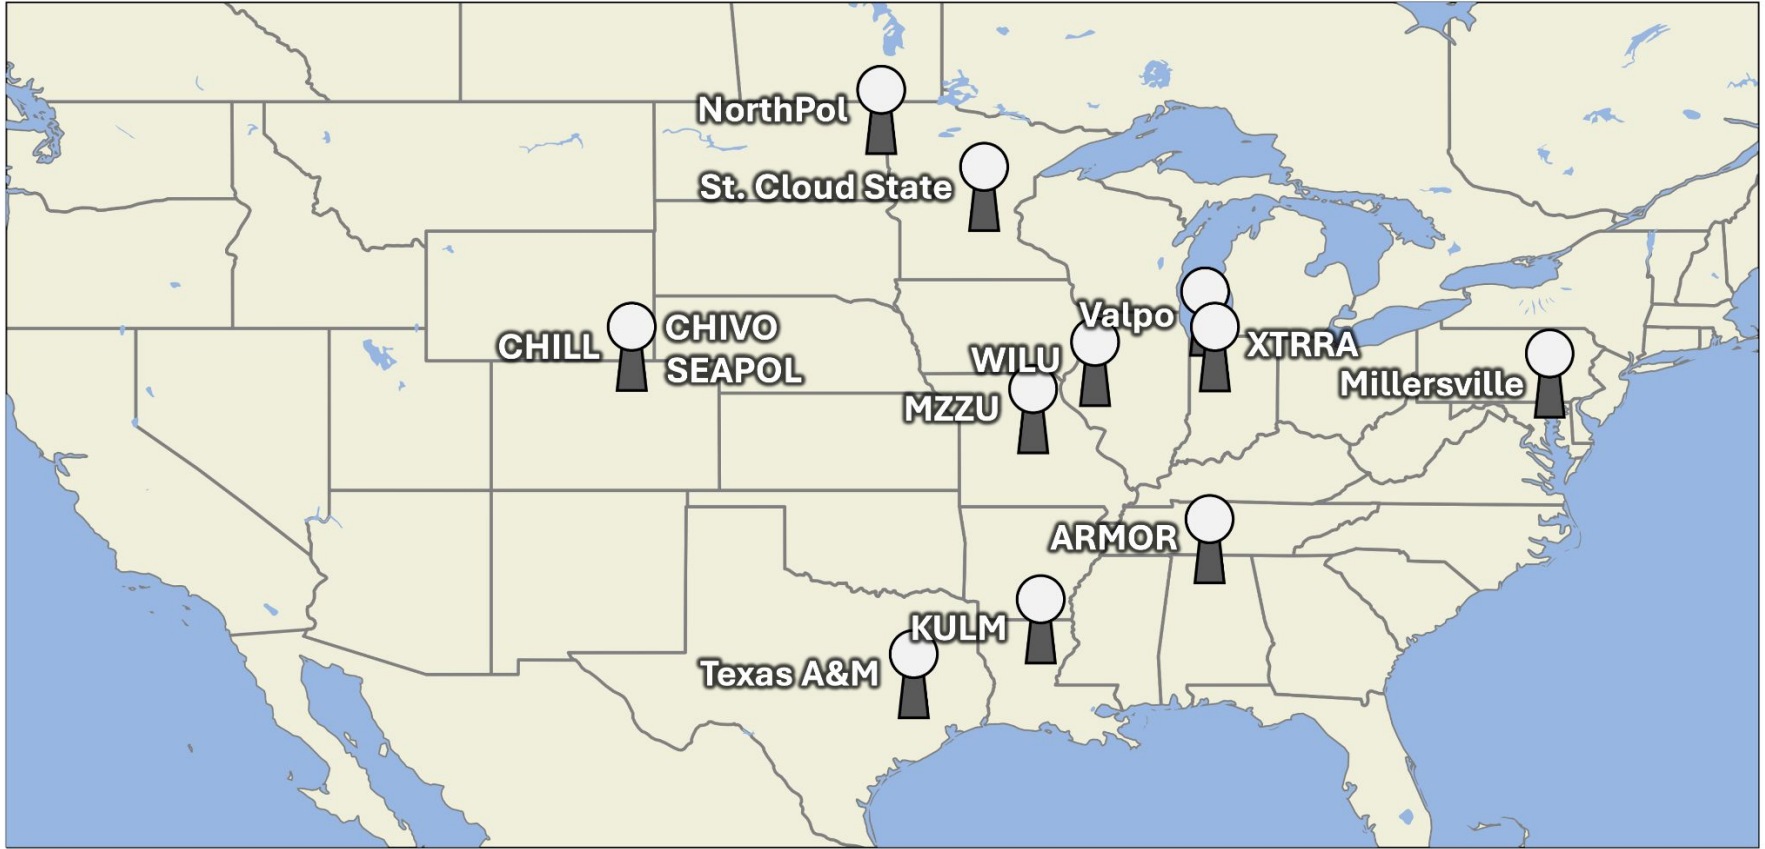 NorthPol
St. Cloud State
Valpo
CHILL
CHIVO
SEAPOL
WILU
XTRRA
Millersville
MZZU
ARMOR
KULM
Texas A&M